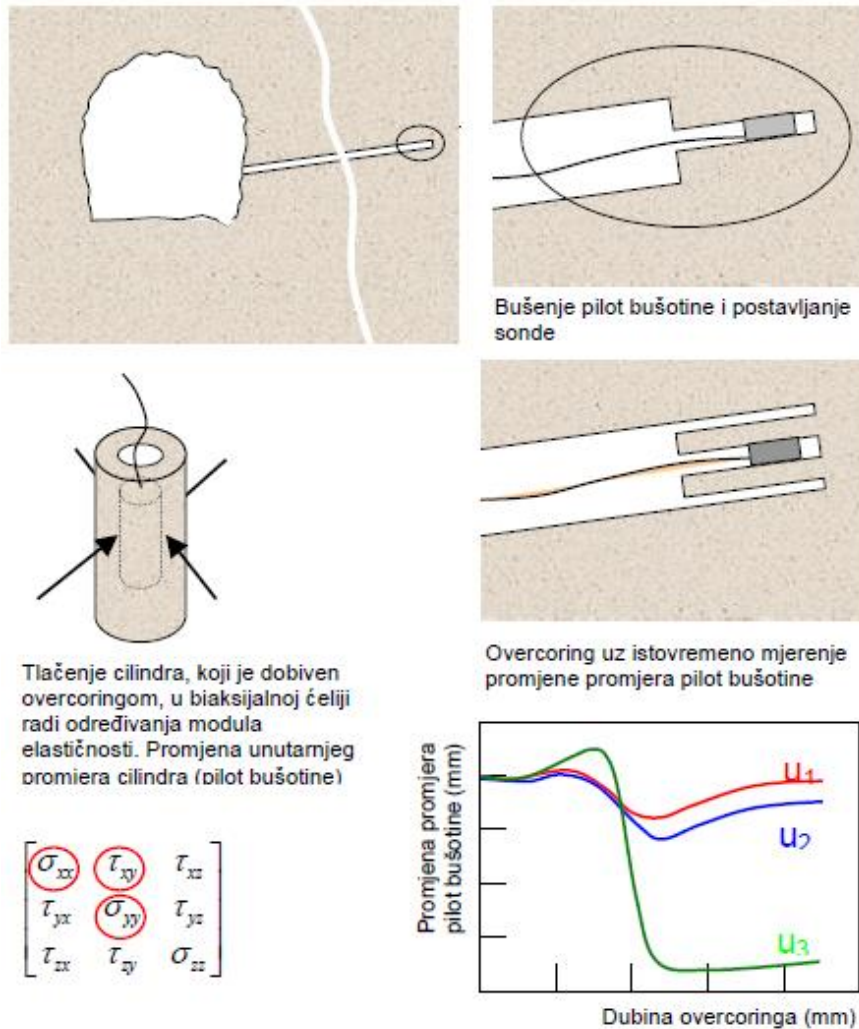 Bušenje pilot bušotine i postavljanje
sonde
Tlačenje cilindra, koji je dobiven
overcoringom, u biaksijalnoj ćeliji
radi određivanja modula
elastičnosti. Promjena unutarnjeg
promjera cilindra (pilot bušotine)
Overcoring uz istovremeno mjerenje
promjene promjera pilot bušotine
σxx τxy τxz
τyx σyy τyz
τzx τzy σzz
Promjena promjera
pilot bušotine (mm)
u1
u2
u3
Dubina overcoringa (mm)